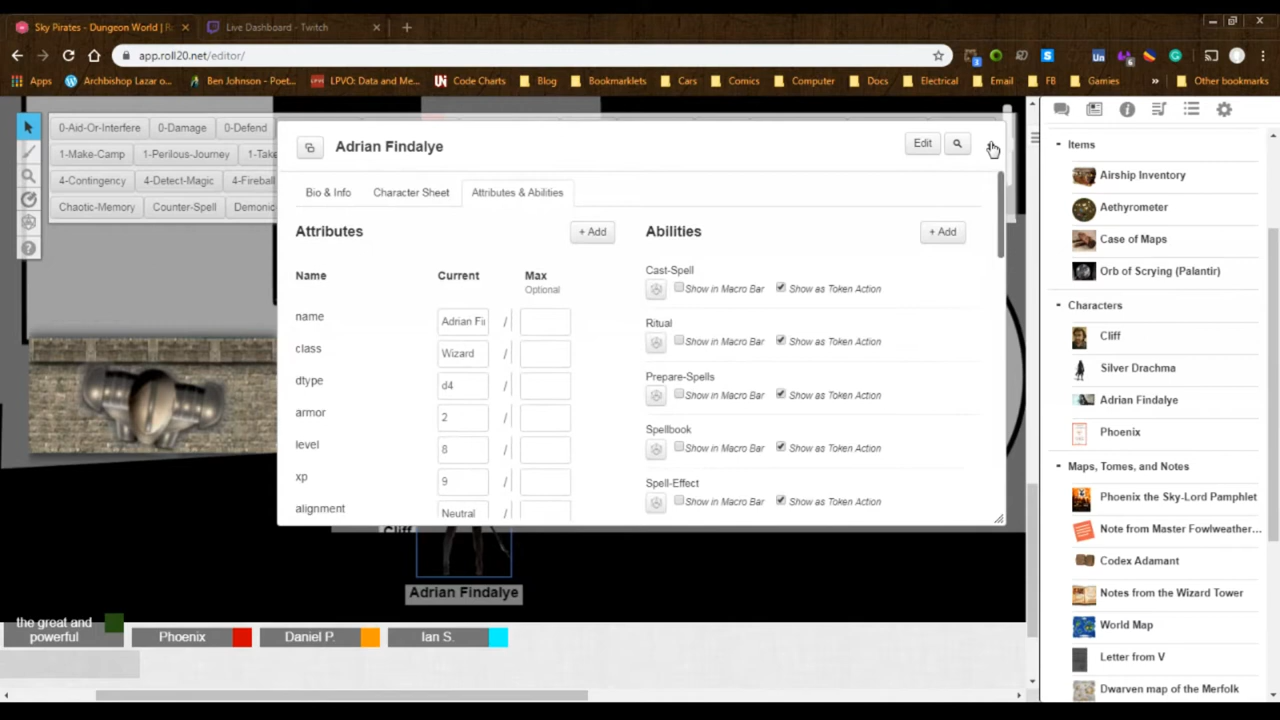 Sky Pirates - Dungeon World | R
Live Dashboard - Twitch
app.roll20.net/editor/
Apps
Archbishop Lazar o...
Ben Johnson - Poet...
LPVO: Data and Me...
Code Charts
Blog
Bookmarklets
Cars
Comics
Computer
Docs
Electrical
Email
FB
Games
»
Other bookmarks
0-Aid-Or-Interfere
0-Damage
0-Defend
1-Make-Camp
1-Perilous-Journey
1-Take
4-Contingency
4-Detect-Magic
4-Fireball
Chaotic-Memory
Counter-Spell
Demonic
Adrian Findalye
Edit
Bio & Info
Character Sheet
Attributes & Abilities
Attributes
+ Add
Abilities
+ Add
Name
Current
Max
Optional
name
Adrian Fi
/
class
Wizard
/
dtype
d4
/
armor
2
/
level
8
/
xp
9
/
alignment
Neutral
/
Cast-Spell
Show in Macro Bar
Show as Token Action
Ritual
Show in Macro Bar
Show as Token Action
Prepare-Spells
Show in Macro Bar
Show as Token Action
Spellbook
Show in Macro Bar
Show as Token Action
Spell-Effect
Show in Macro Bar
Show as Token Action
Cliff
Adrian Findalye
the great and
powerful
Phoenix
Daniel P.
Ian S.
Items
Airship Inventory
Aethyrometer
Case of Maps
Orb of Scrying (Palantir)
Characters
Cliff
Silver Drachma
Adrian Findalye
Phoenix
Maps, Tomes, and Notes
Phoenix the Sky-Lord Pamphlet
Note from Master Fowlweather...
Codex Adamant
Notes from the Wizard Tower
World Map
Letter from V
Dwarven map of the Merfolk